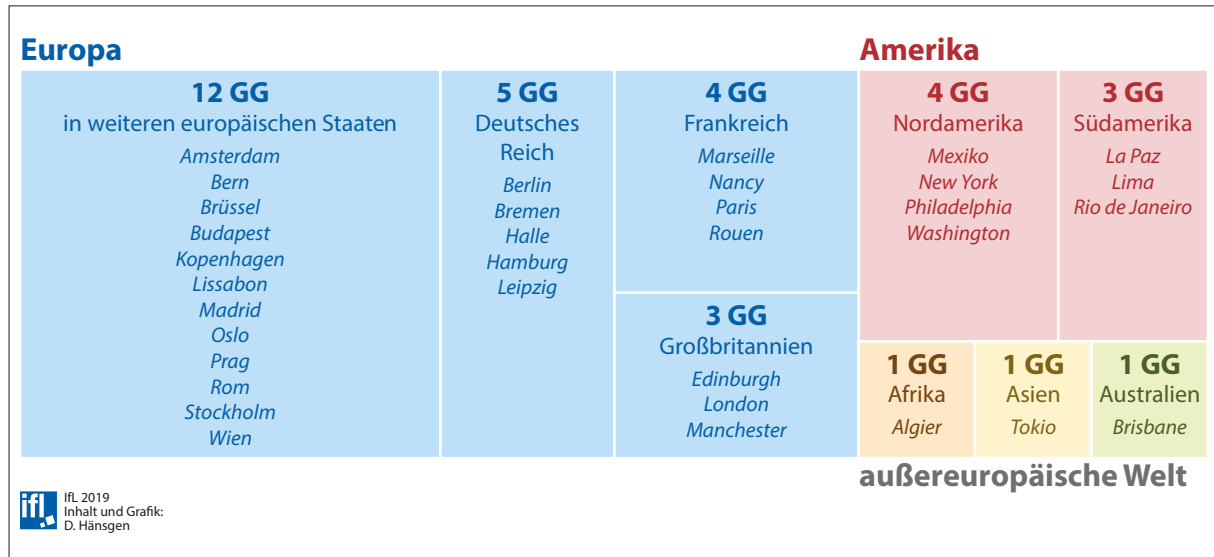 Europa
12 GG
in weiteren europäischen Staaten
Amsterdam
Bern
Brüssel
Budapest
Kopenhagen
Lissabon
Madrid
Oslo
Prag
Rom
Stockholm
Wien
5 GG
Deutsches
Reich
Berlin
Bremen
Halle
Hamburg
Leipzig
4 GG
Frankreich
Marseille
Nancy
Paris
Rouen
3 GG
Großbritannien
Edinburgh
London
Manchester
Amerika
4 GG
Nordamerika
Mexiko
New York
Philadelphia
Washington
3 GG
Südamerika
La Paz
Lima
Rio de Janeiro
1 GG
Afrika
Algier
1 GG
Asien
Tokio
1 GG
Australien
Brisbane
außereuropäische Welt
ifl
IfL 2019
Inhalt und Grafik:
D. Hänsgen